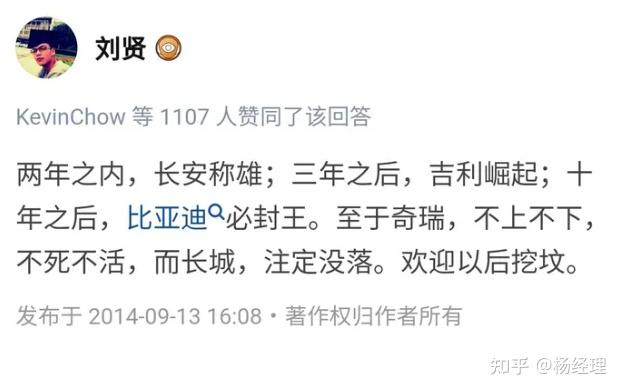 刘贤
KevinChow 等 1107 人赞同了该回答
两年之内，长安称雄；三年之后，吉利崛起；十
年之后，比亚迪必封王。至于奇瑞，不上不下，
不死不活，而长城，注定没落。欢迎以后挖坟。
发布于 2014-09-13 16:08・著作权归作者所有
知乎 @杨经理